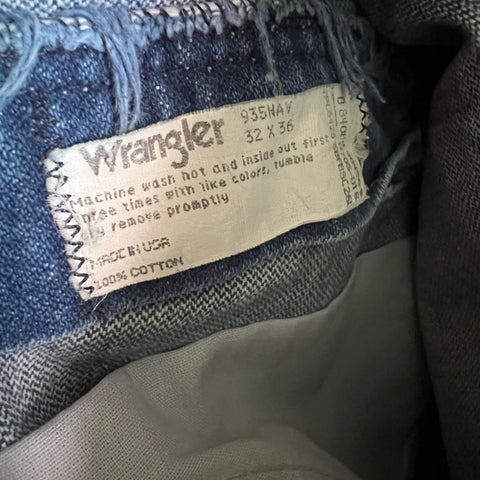 Wrangler
935NAV
32 X 36
Machine wash hot and inside out first
three times with like colors, tumble
dry remove promptly
MADE IN USA
100% COTTON